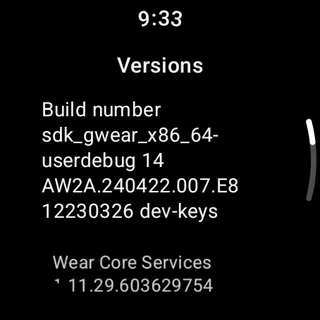 9:33
Versions
Build number
sdk_gwear_x86_64-
userdebug 14
AW2A.240422.007.E8
12230326 dev-keys
Wear Core Services
11.29.603629754